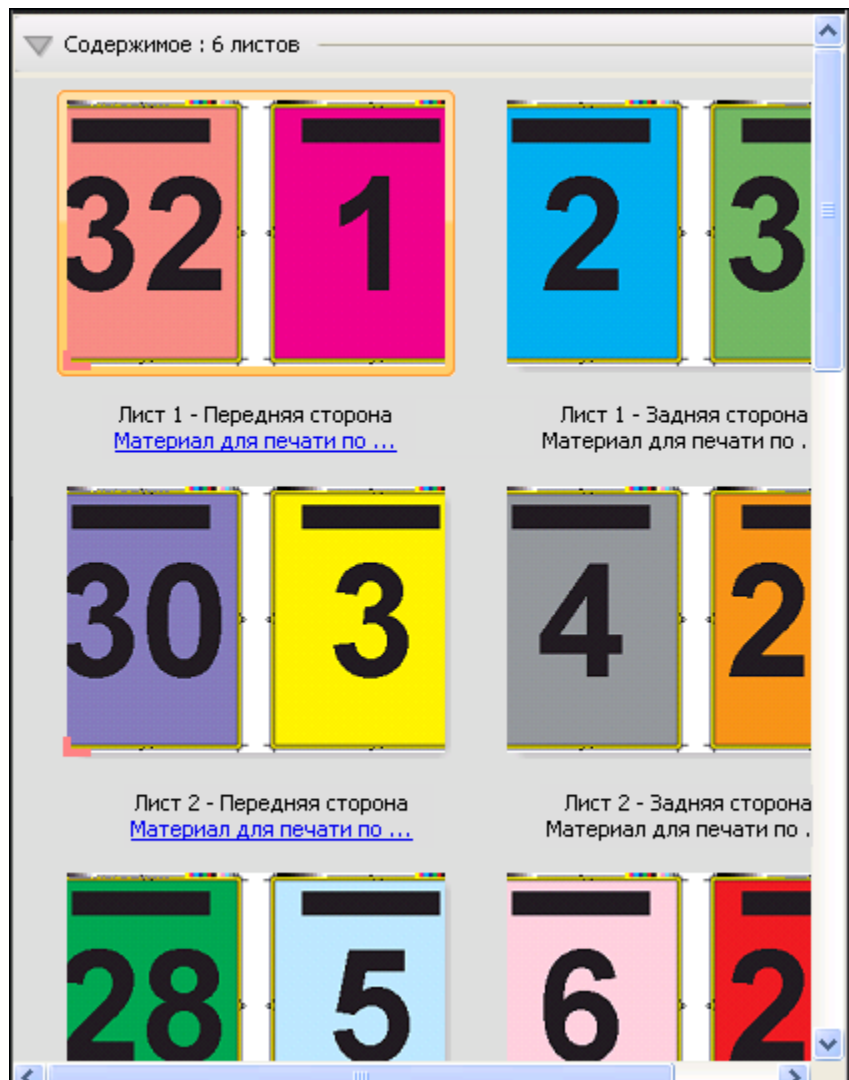 Содержимое : 6 листов
32 1 2 3
Лист 1 - Передняя сторона
Материал для печати по ...
Лист 1 - Задняя сторона
Материал для печати по .
30 3 4 2
Лист 2 - Передняя сторона
Материал для печати по ...
Лист 2 - Задняя сторона
Материал для печати по .
28 5 6 2